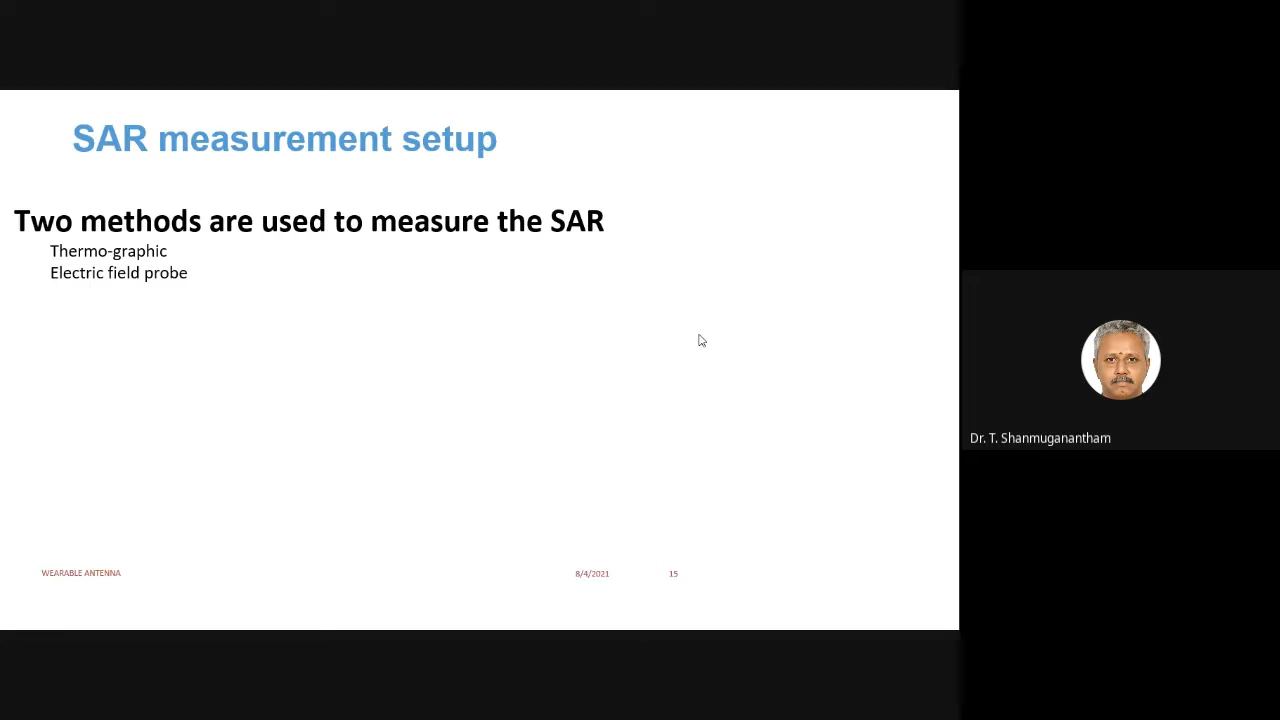 SAR measurement setup
Two methods are used to measure the SAR
Thermo-graphic
Electric field probe
WEARABLE ANTENNA
8/4/2021
15
Dr. T. Shanmuganantham